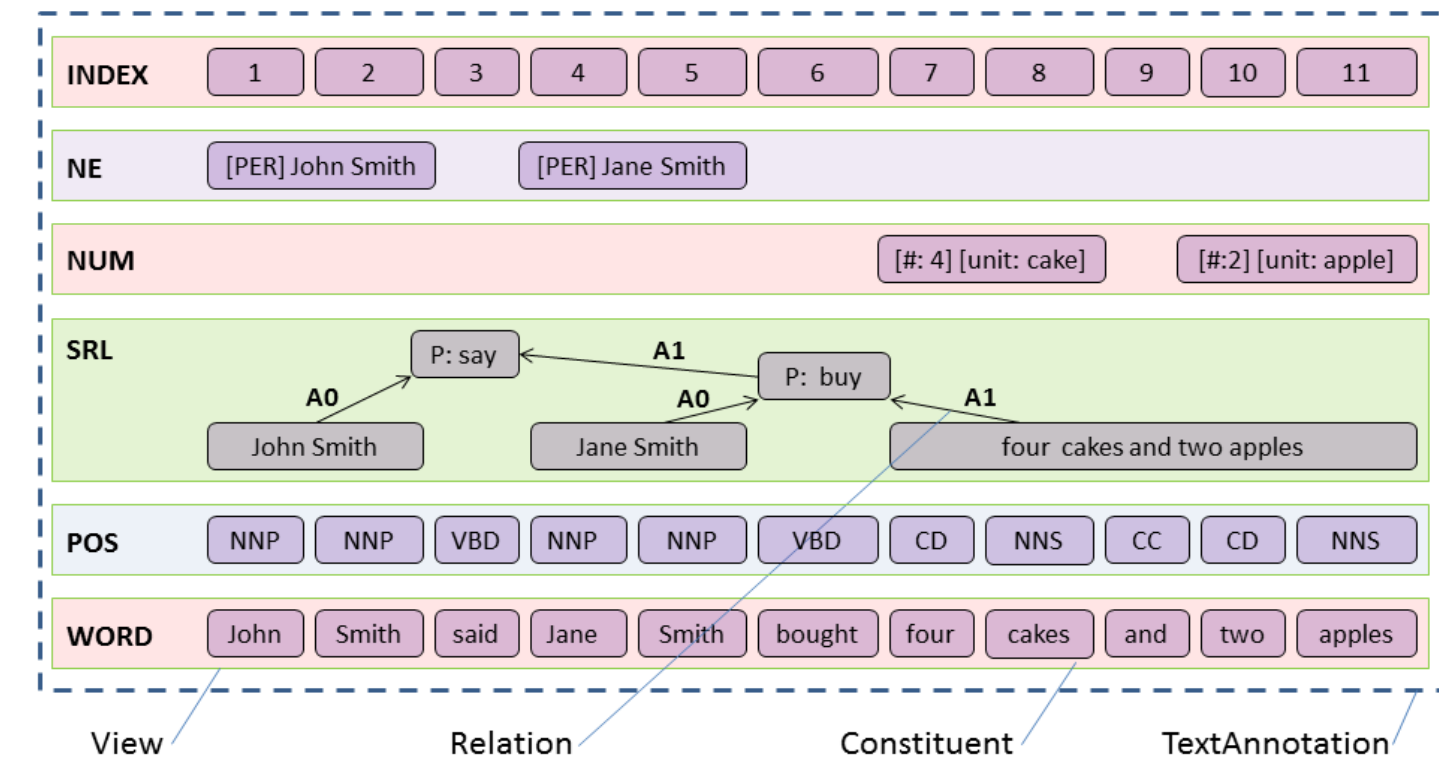 INDEX 1 2 3 4 5 6 7 8 9 10 11
NE [PER] John Smith [PER] Jane Smith
NUM [#: 4] [unit: cake] [#:2] [unit: apple]
SRL P: say A1 P: buy
A0 A0 A1
John Smith Jane Smith four cakes and two apples
POS NNP NNP VBD NNP NNP VBD CD NNS CC CD NNS
WORD John Smith said Jane Smith bought four cakes and two apples
View Relation Constituent TextAnnotation